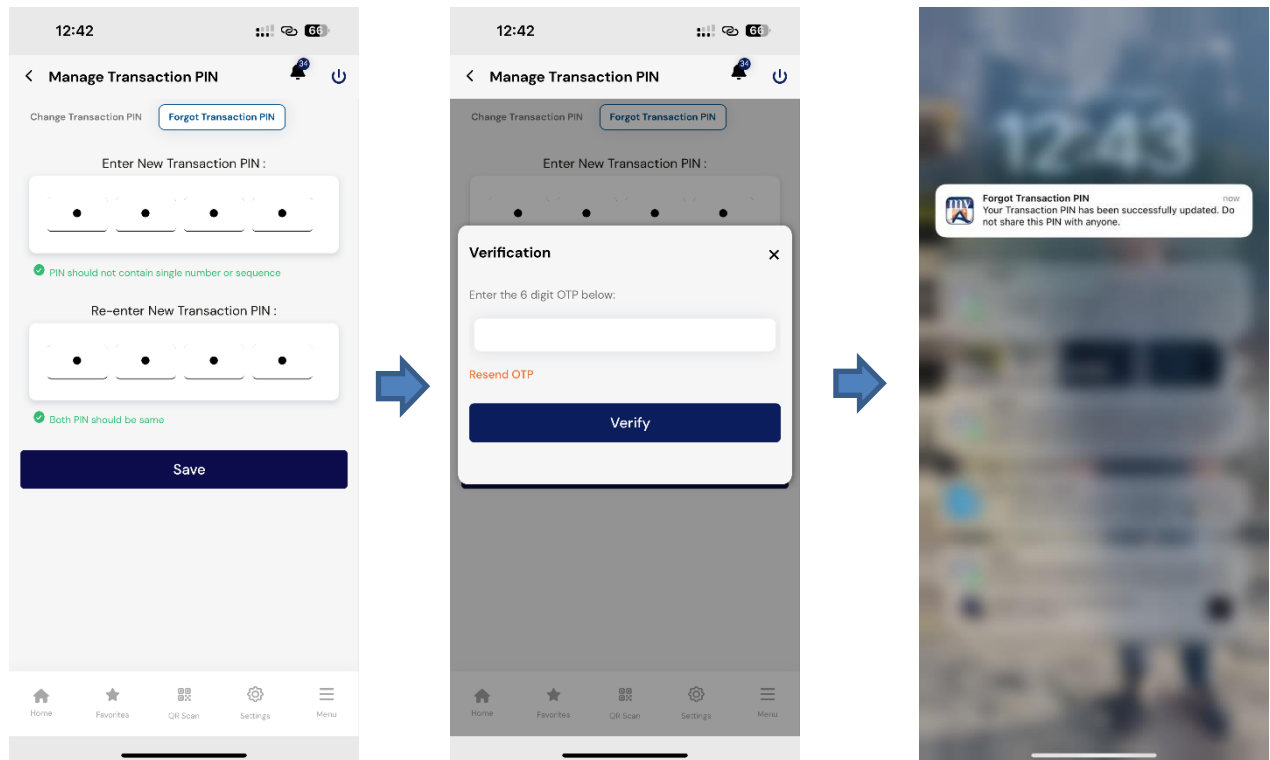 12:42
66
Manage Transaction PIN
34
Change Transaction PIN
Forgot Transaction PIN
Enter New Transaction PIN :
PIN should not contain single number or sequence
Re-enter New Transaction PIN :
Both PIN should be same
Save
Home
Favorites
QR Scan
Settings
Menu
12:42
66
Manage Transaction PIN
34
Change Transaction PIN
Forgot Transaction PIN
Enter New Transaction PIN :
Verification
Enter the 6 digit OTP below:
Resend OTP
Verify
Home
Favorites
QR Scan
Settings
Menu
12:43
my
Forgot Transaction PIN
now
Your Transaction PIN has been successfully updated. Do
not share this PIN with anyone.